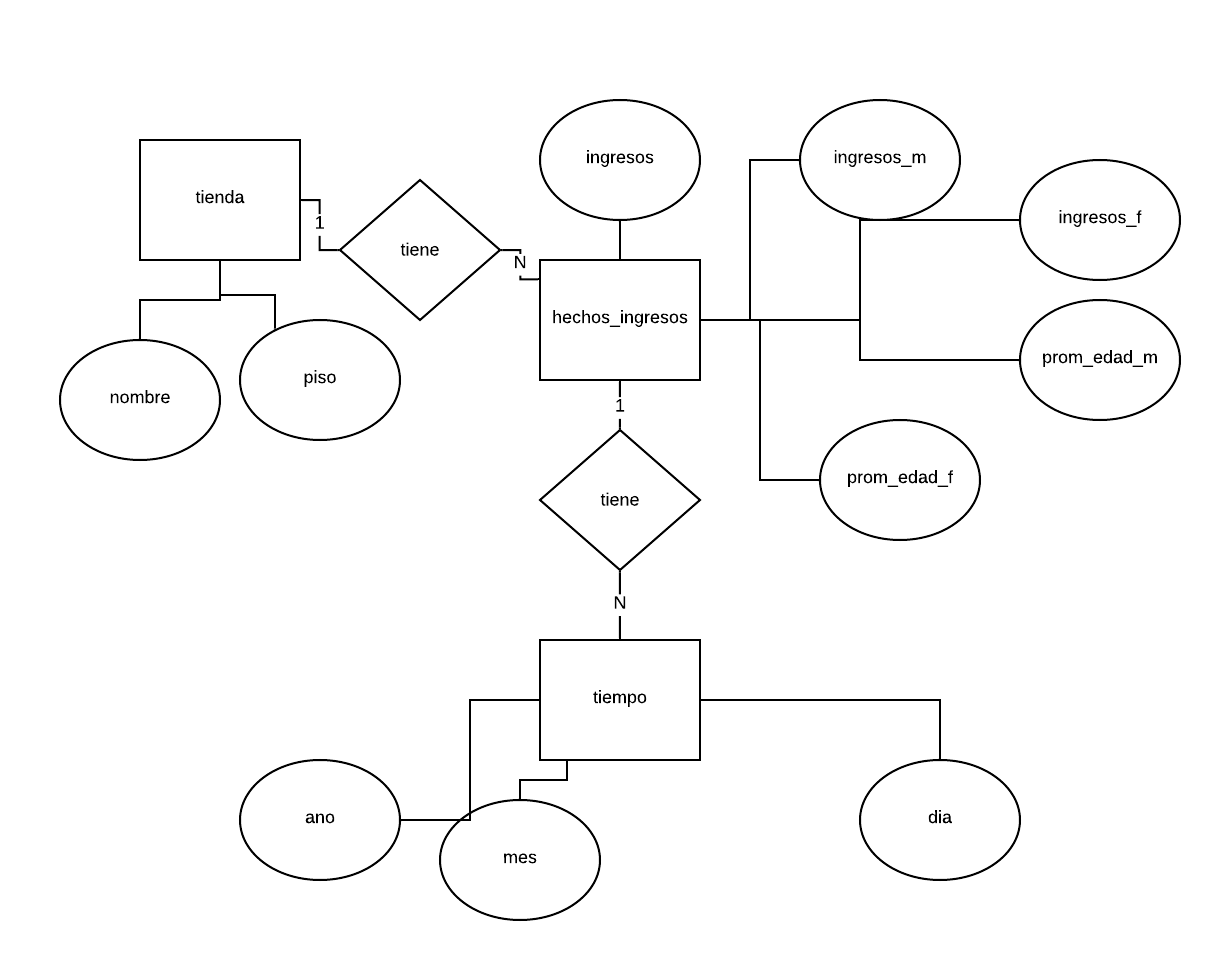 ingresos
ingresos_m
tienda
ingresos_f
1
tiene
N
hechos_ingresos
prom_edad_m
piso
nombre
1
prom_edad_f
tiene
N
tiempo
ano
dia
mes